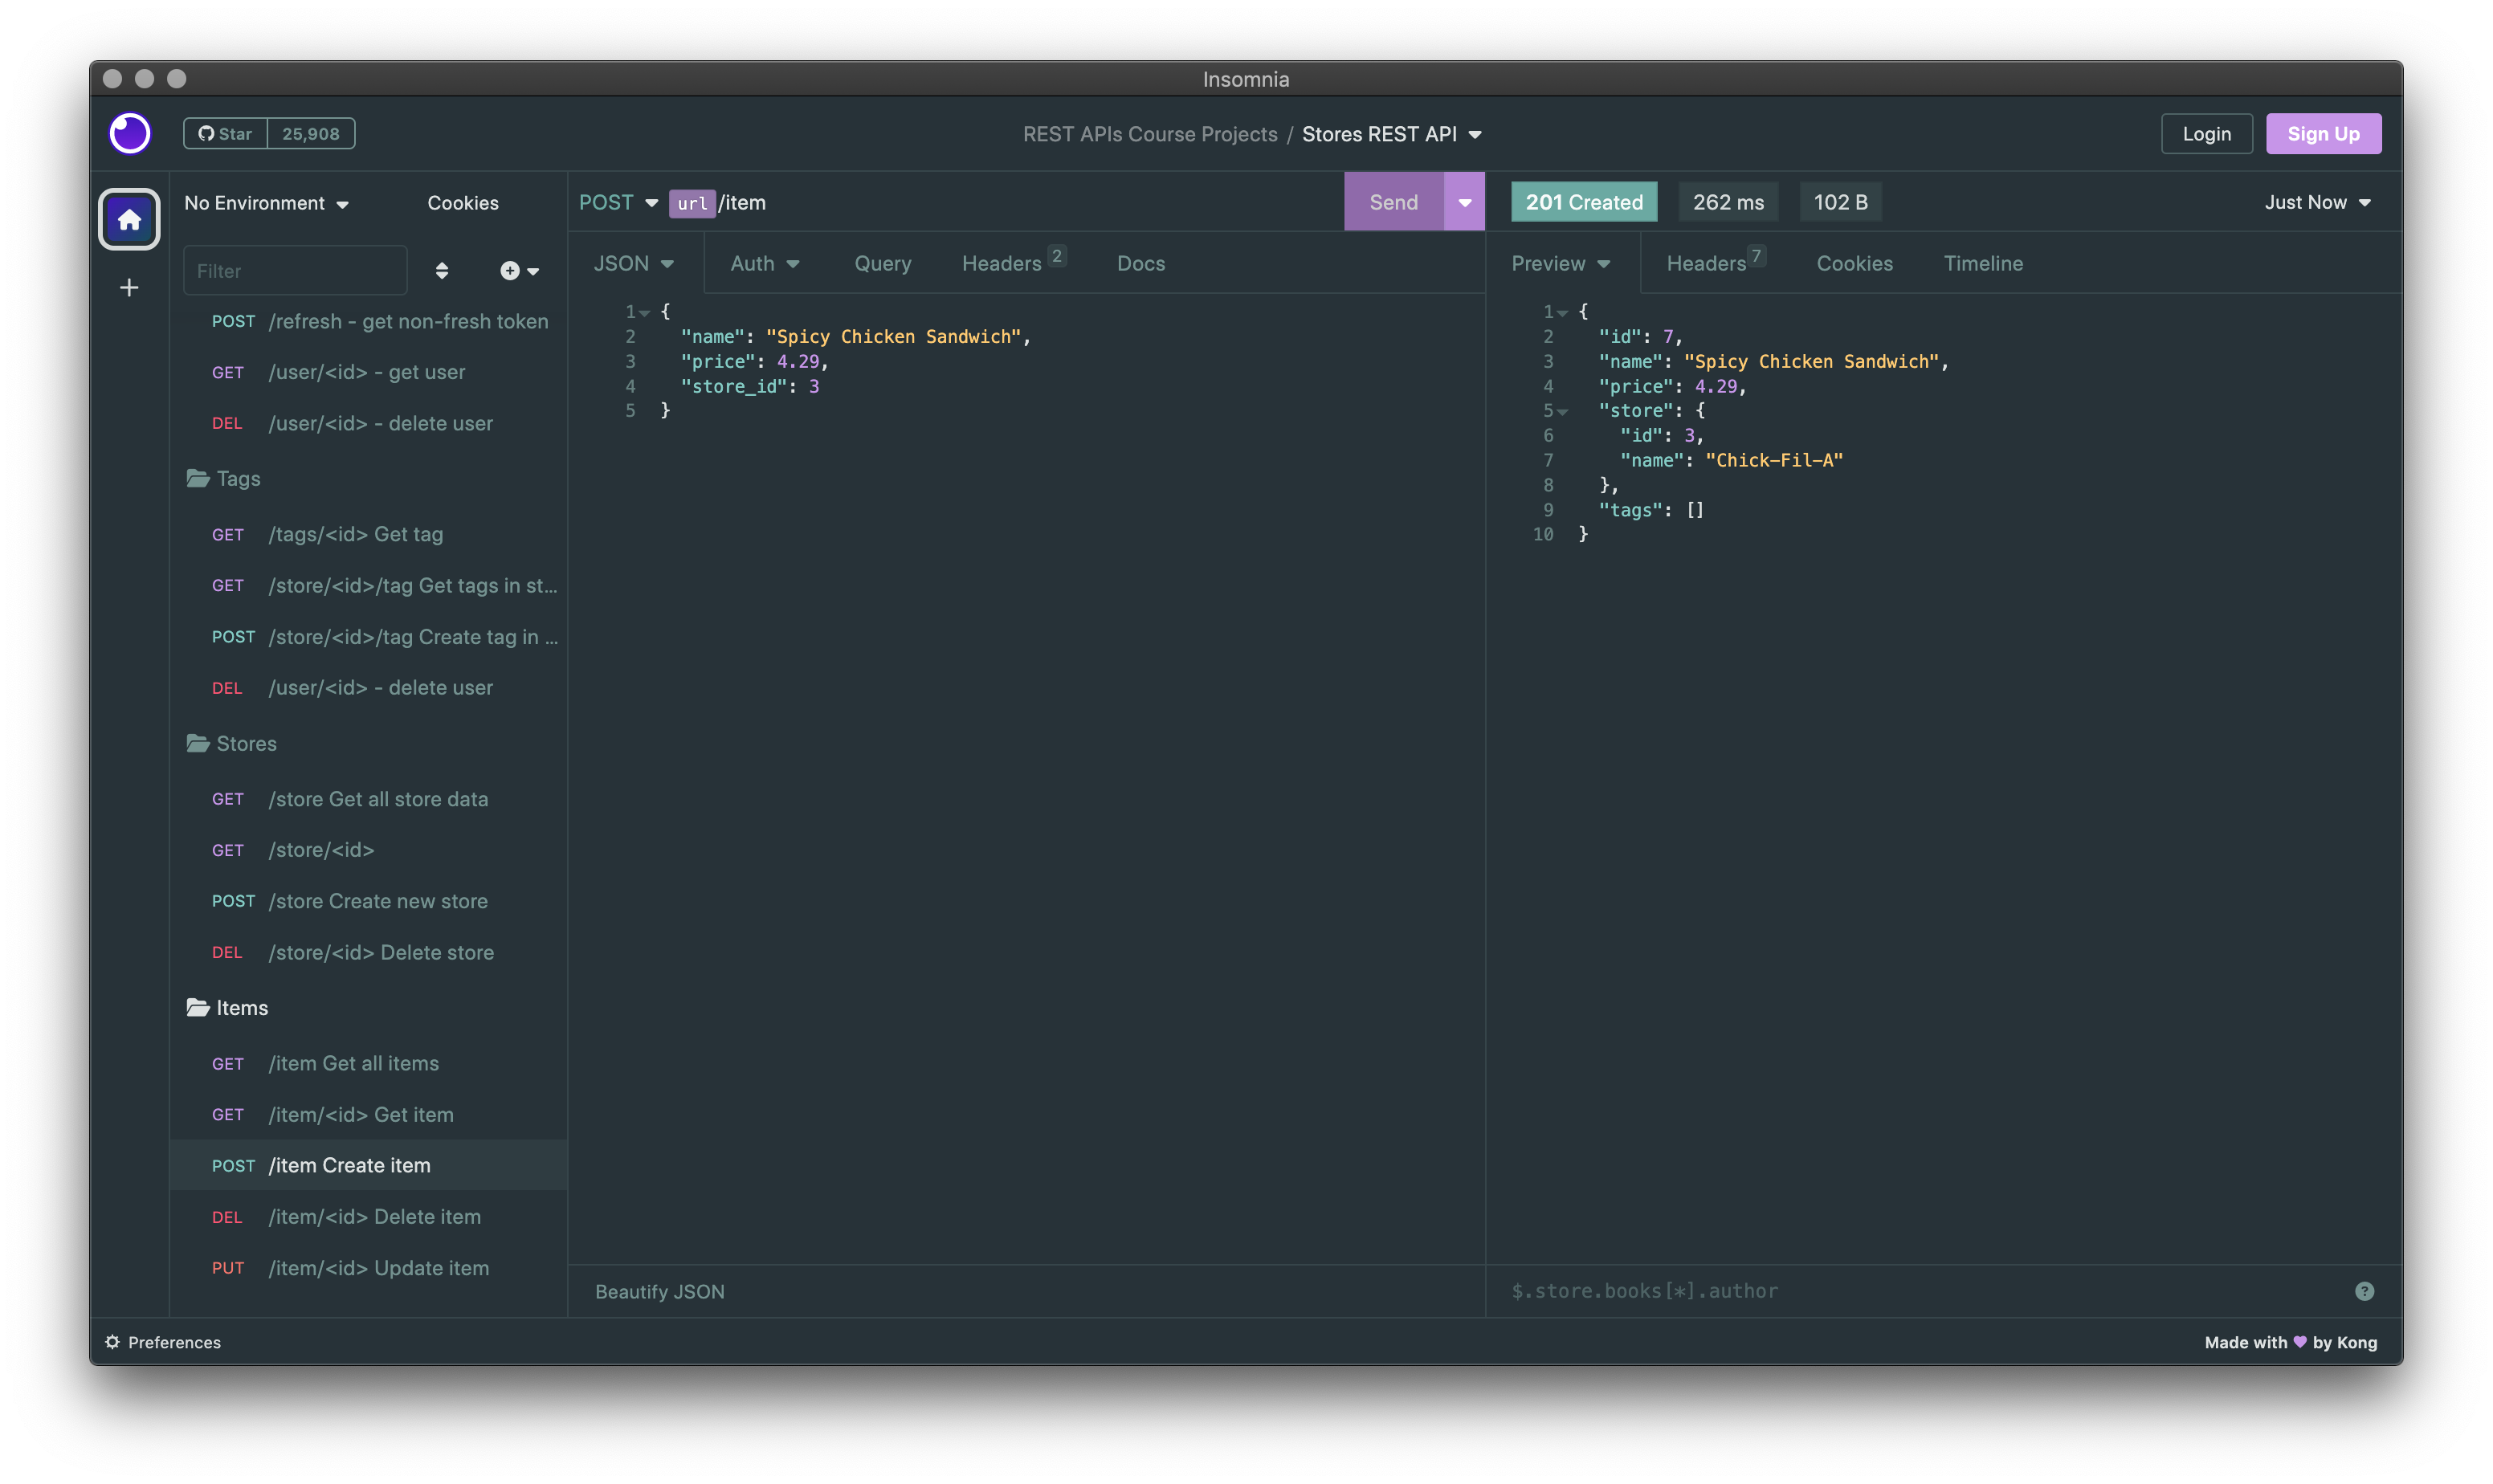 Insomnia
Star 25,908
REST APIs Course Projects / Stores REST API
Login
Sign Up
No Environment
Cookies
Filter
POST /refresh - get non-fresh token
GET /user/<id> - get user
DEL /user/<id> - delete user
Tags
GET /tags/<id> Get tag
GET /store/<id>/tag Get tags in st...
POST /store/<id>/tag Create tag in ...
DEL /user/<id> - delete user
Stores
GET /store Get all store data
GET /store/<id>
POST /store Create new store
DEL /store/<id> Delete store
Items
GET /item Get all items
GET /item/<id> Get item
POST /item Create item
DEL /item/<id> Delete item
PUT /item/<id> Update item
POST url/item
Send
JSON Auth Query Headers 2 Docs
1 {
2 "name": "Spicy Chicken Sandwich",
3 "price": 4.29,
4 "store_id": 3
5 }
Beautify JSON
201 Created 262 ms 102 B Just Now
Preview Headers 7 Cookies Timeline
1 {
2 "id": 7,
3 "name": "Spicy Chicken Sandwich",
4 "price": 4.29,
5 "store": {
6 "id": 3,
7 "name": "Chick-Fil-A"
8 },
9 "tags": []
10 }
$.store.books[*].author
?
Preferences
Made with ♥ by Kong